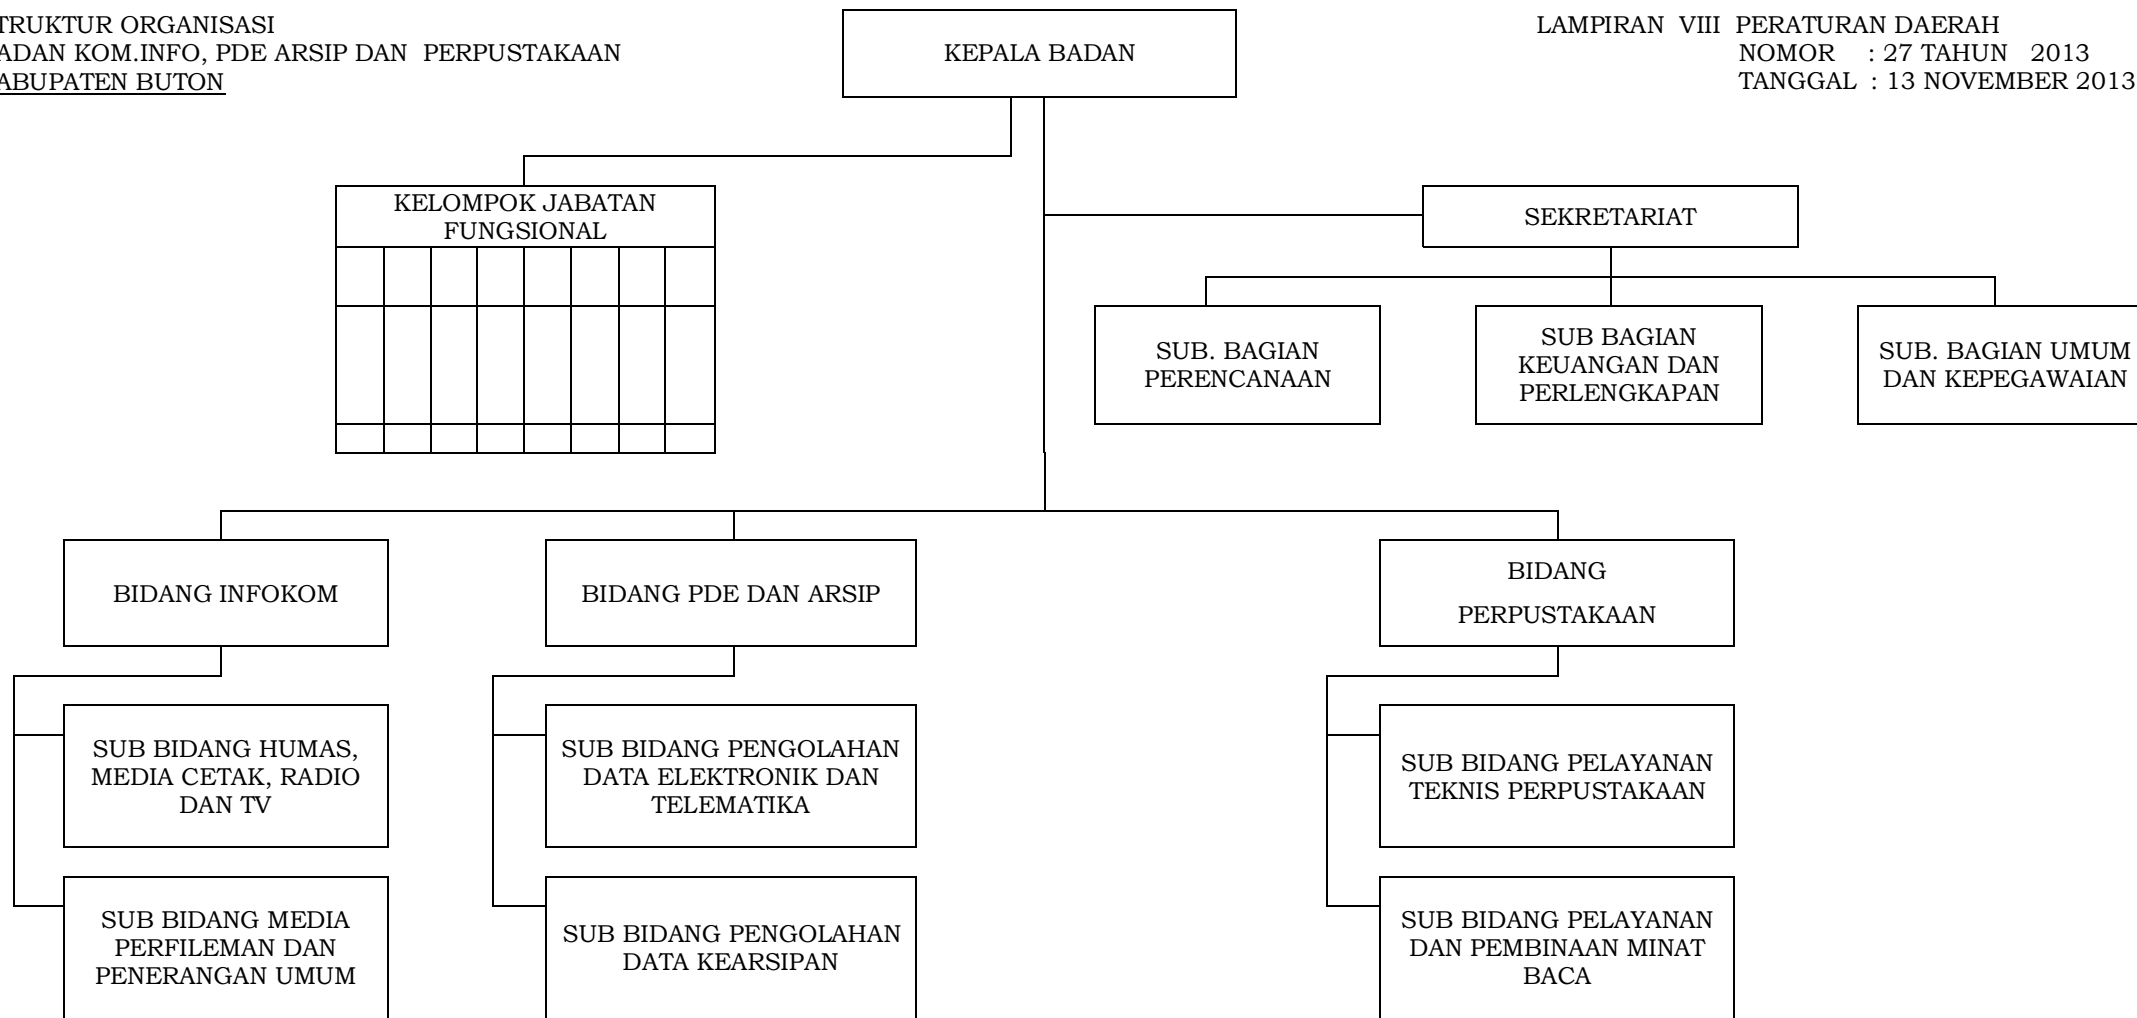 TRUKTUR ORGANISASI
ADAN KOM.INFO, PDE ARSIP DAN PERPUSTAKAAN
ABUPATEN BUTON
KEPALA BADAN
LAMPIRAN VIII PERATURAN DAERAH
NOMOR : 27 TAHUN 2013
TANGGAL : 13 NOVEMBER 2013
KELOMPOK JABATAN
FUNGSIONAL
SEKRETARIAT
SUB. BAGIAN
PERENCANAAN
SUB BAGIAN
KEUANGAN DAN
PERLENGKAPAN
SUB. BAGIAN UMUM
DAN KEPEGAWAIAN
BIDANG INFOKOM
BIDANG PDE DAN ARSIP
BIDANG
PERPUSTAKAAN
SUB BIDANG HUMAS,
MEDIA CETAK, RADIO
DAN TV
SUB BIDANG PENGOLAHAN
DATA ELEKTRONIK DAN
TELEMATIKA
SUB BIDANG PELAYANAN
TEKNIS PERPUSTAKAAN
SUB BIDANG MEDIA
PERFILEMAN DAN
PENERANGAN UMUM
SUB BIDANG PENGOLAHAN
DATA KEARSIPAN
SUB BIDANG PELAYANAN
DAN PEMBINAAN MINAT
BACA